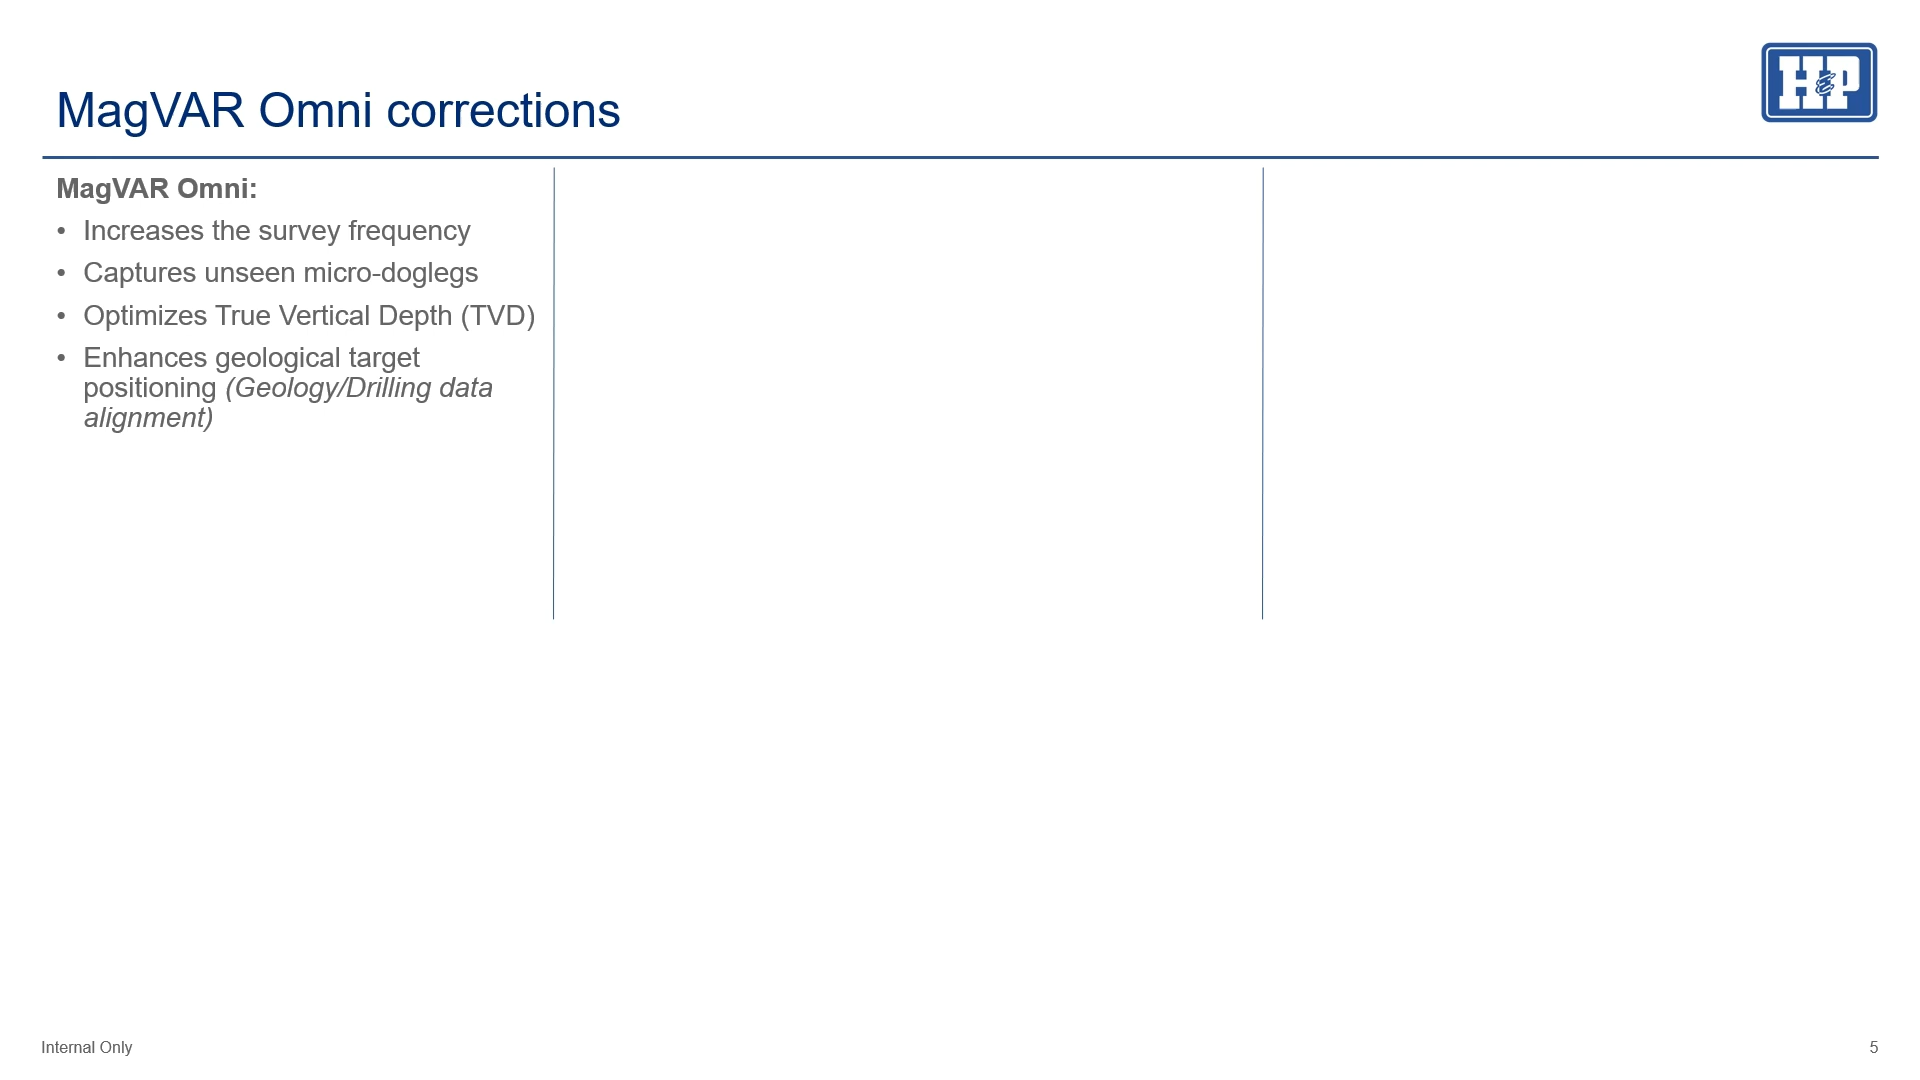 MagVAR Omni corrections
H&P
MagVAR Omni:
• Increases the survey frequency
• Captures unseen micro-doglegs
• Optimizes True Vertical Depth (TVD)
• Enhances geological target
positioning (Geology/Drilling data
alignment)
Internal Only
5